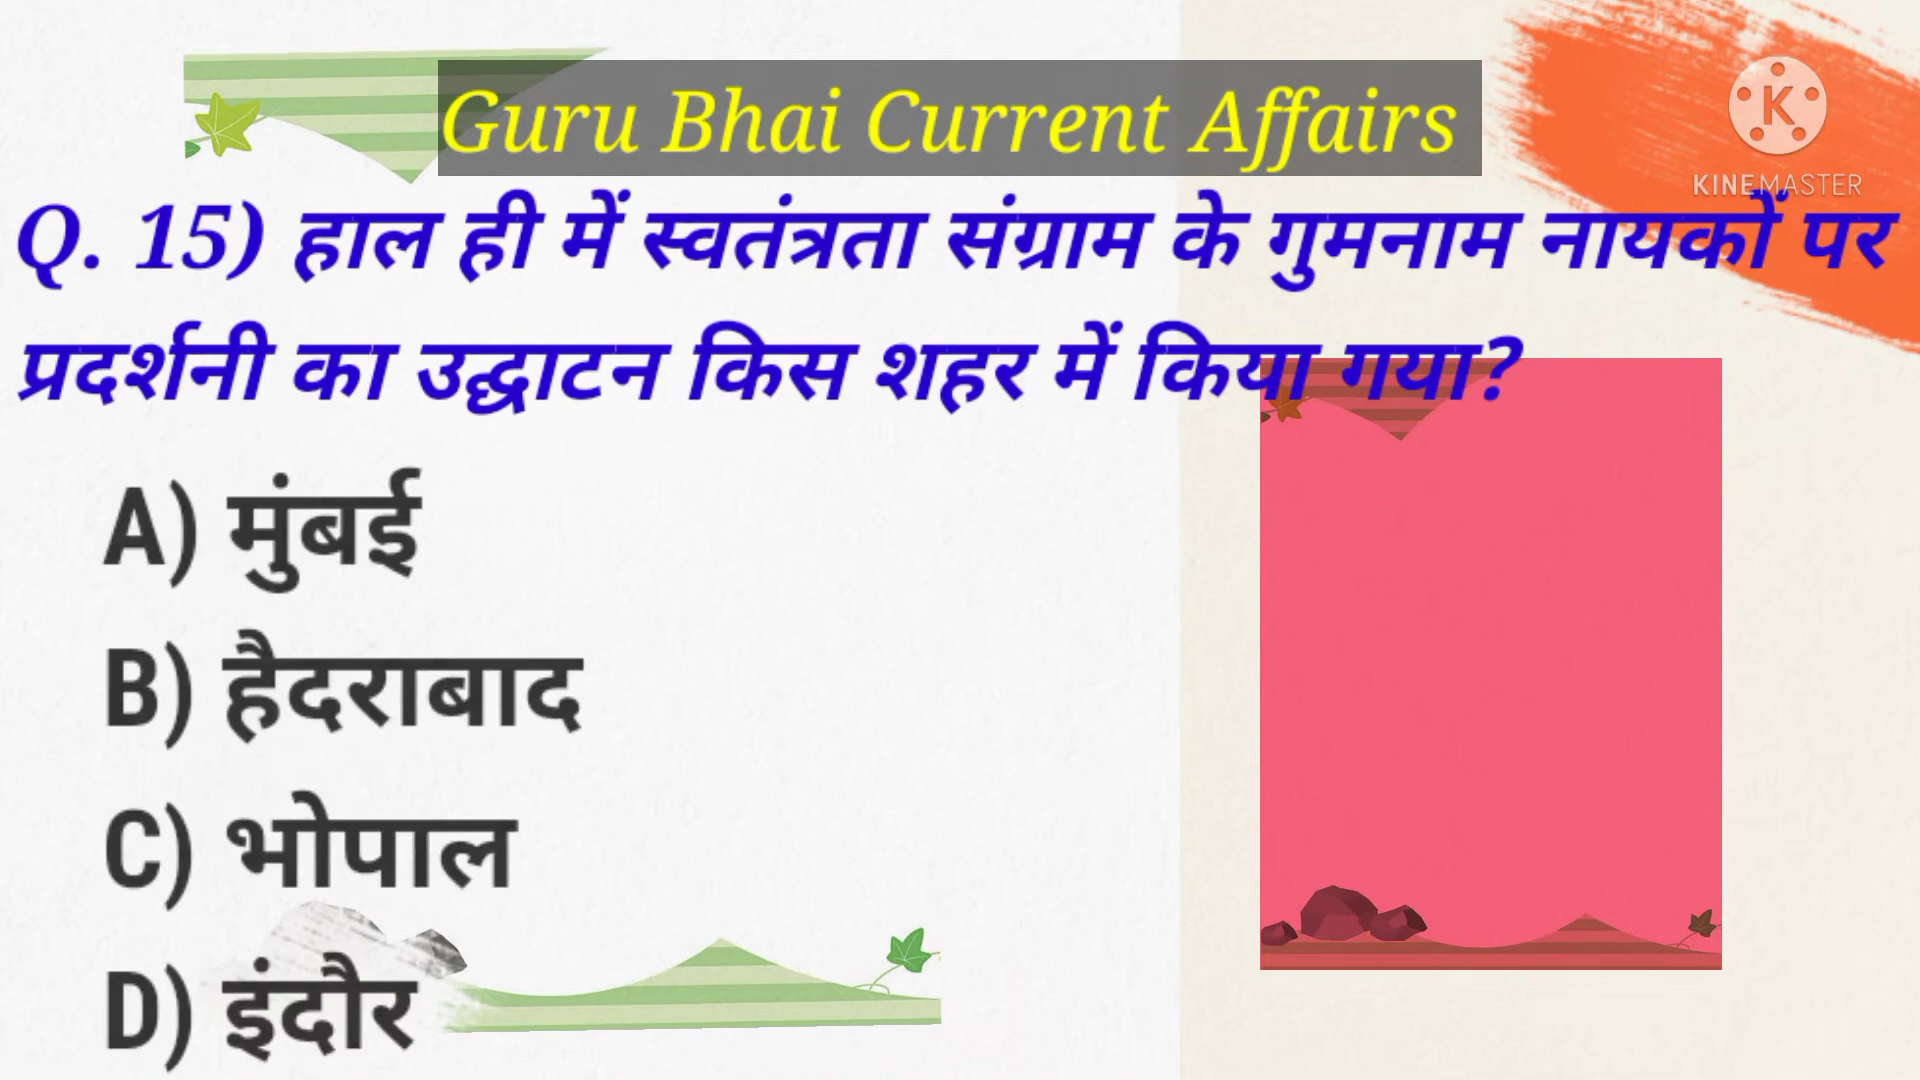 Guru Bhai Current Affairs
KINEMASTER
Q. 15) हाल ही में स्वतंत्रता संग्राम के गुमनाम नायकों पर
प्रदर्शनी का उद्घाटन किस शहर में किया गया?
A) मुंबई
B) हैदराबाद
C) भोपाल
D) इंदौर